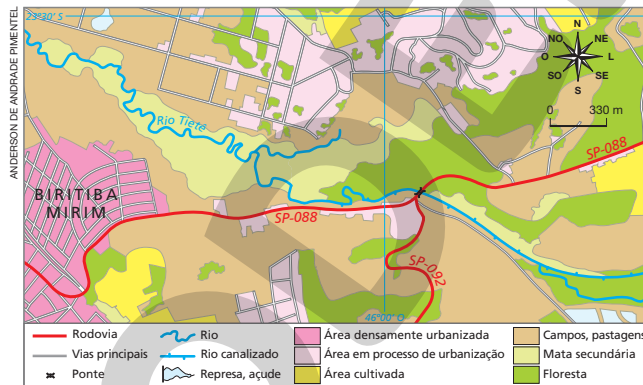 ANDERSON DE ANDRADE PIMENTEL
23°30' S
N
NO
NE
O
L
SO
SE
S
0 330 m
Rio Tietê
SP-088
BIRITIBA
MIRIM
SP-088
SP-092
46°00' O
Rodovia
Vias principais
Ponte
Rio
Rio canalizado
Represa, açude
Área densamente urbanizada
Área em processo de urbanização
Área cultivada
Campos, pastagens
Mata secundária
Floresta